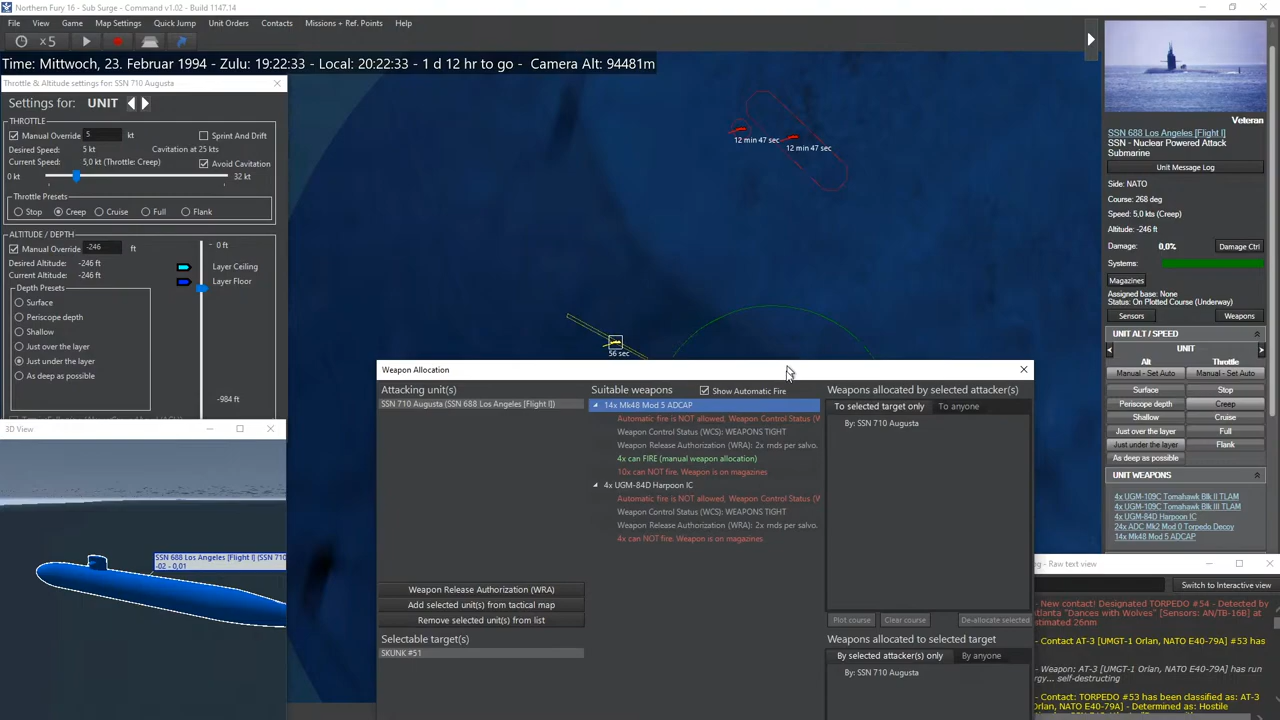 Northern Fury 16 - Sub Surge - Command v1.02 - Build 1147.14
File View Game Map Settings Quick Jump Unit Orders Contacts Missions + Ref. Points Help
x5
Time: Mittwoch, 23. Februar 1994 - Zulu: 19:22:33 - Local: 20:22:33 - 1 d 12 hr to go - Camera Alt: 94481m
Throttle & Altitude settings for: SSN 710 Augusta
Settings for: UNIT
THROTTLE
Manual Override 5 kt Sprint And Drift
Desired Speed: 5 kt Cavitation at 25 kts
Current Speed: 5,0 kt (Throttle: Creep) Avoid Cavitation
0 kt 32 kt
Throttle Presets
Stop Creep Cruise Full Flank
ALTITUDE / DEPTH
Manual Override -246 ft
Desired Altitude: -246 ft
Current Altitude: -246 ft
Depth Presets
Surface
Periscope depth
Shallow
Just over the layer
Just under the layer
As deep as possible
- 0 ft
Layer Ceiling
Layer Floor
-984 ft
3D View
SSN 688 Los Angeles [Flight I] (SSN 710
-02 - 0,01
12 min 47 sec
12 min 47 sec
56 sec
Weapon Allocation
Attacking unit(s)
SSN 710 Augusta (SSN 688 Los Angeles [Flight I])
Weapon Release Authorization (WRA)
Add selected unit(s) from tactical map
Remove selected unit(s) from list
Selectable target(s)
SKUNK #51
Suitable weapons Show Automatic Fire
14x Mk48 Mod 5 ADCAP
Automatic fire is NOT allowed, Weapon Control Status (W
Weapon Control Status (WCS): WEAPONS TIGHT
Weapon Release Authorization (WRA): 2x rnds per salvo.
4x can FIRE (manual weapon allocation)
10x can NOT fire. Weapon is on magazines
4x UGM-84D Harpoon IC
Automatic fire is NOT allowed, Weapon Control Status (V
Weapon Control Status (WCS): WEAPONS TIGHT
Weapon Release Authorization (WRA): 2x rnds per salvo.
4x can NOT fire. Weapon is on magazines.
Weapons allocated by selected attacker(s)
To selected target only To anyone
By: SSN 710 Augusta
Plot course Clear course De-allocate selected
Weapons allocated to selected target
By selected attacker(s) only By anyone
By: SSN 710 Augusta
Veteran
SSN 688 Los Angeles [Flight I]
SSN - Nuclear Powered Attack
Submarine
Unit Message Log
Side: NATO
Course: 268 deg
Speed: 5,0 kts (Creep)
Altitude: -246 ft
Damage: 0,0% Damage Ctrl
Systems:
Magazines
Assigned base: None
Status: On Plotted Course (Underway)
Sensors Weapons
UNIT ALT / SPEED
UNIT
Alt Throttle
Manual - Set Auto Manual - Set Auto
Surface Stop
Periscope depth Creep
Shallow Cruise
Just over the layer Full
Just under the layer Flank
As deep as possible
UNIT WEAPONS
4x UGM-109C Tomahawk Blk II TLAM
4x UGM-109C Tomahawk Blk III TLAM
4x UGM-84D Harpoon IC
24x ADC Mk2 Mod 0 Torpedo Decoy
14x Mk48 Mod 5 ADCAP
ng - Raw text view
Switch to Interactive view
- New contact! Designated TORPEDO #54 - Detected by
tlanta "Dances with Wolves" [Sensors: AN/TB-16B] at
stimated 26nm
- Contact AT-3 [UMGT-1 Orlan, NATO E40-79A] #53 has
- Weapon: AT-3 [UMGT-1 Orlan, NATO E40-79A] has run
rgy... self-destructing
- Contact: TORPEDO #53 has been classified as: AT-3
Orlan, NATO E40-79A] - Determined as: Hostile